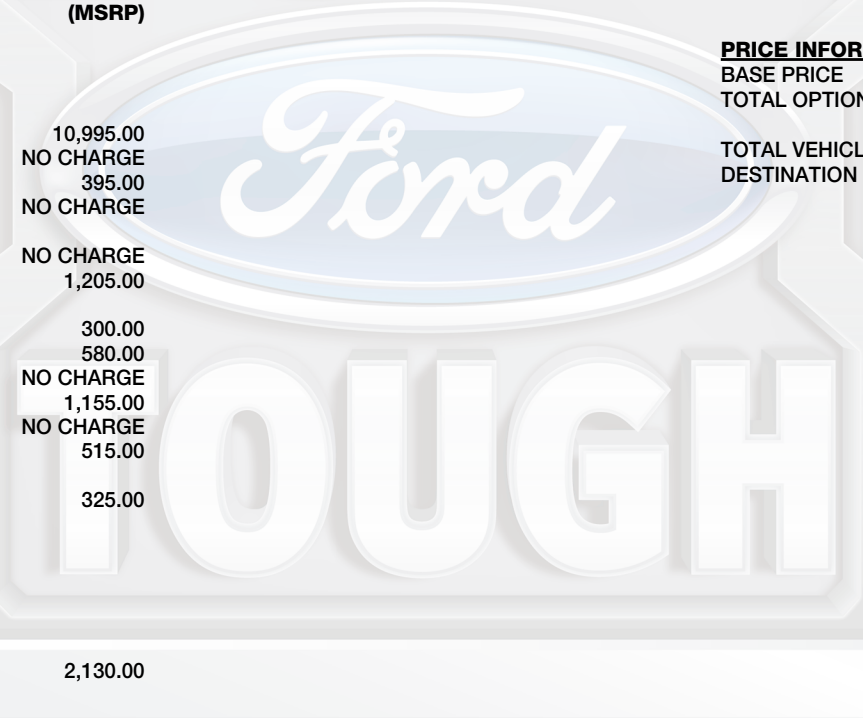 (MSRP)
10,995.00
NO CHARGE
395.00
NO CHARGE
NO CHARGE
1,205.00
300.00
580.00
NO CHARGE
1,155.00
NO CHARGE
515.00
325.00
2,130.00
PRICE INFOR
BASE PRICE
TOTAL OPTION
TOTAL VEHICL
DESTINATION
Ford
TOUGH